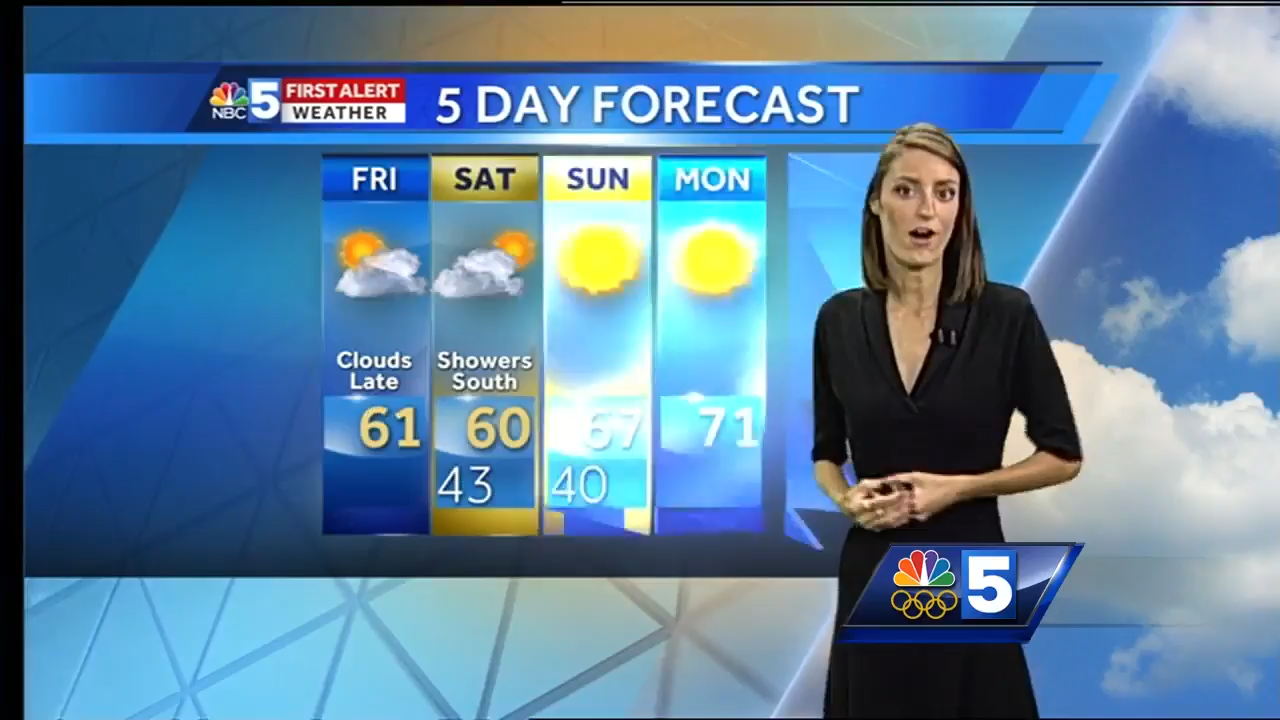 NBC 5 FIRST ALERT WEATHER
5 DAY FORECAST
FRI SAT SUN MON
Clouds Late
Showers South
61 60 67 71
43 40
5